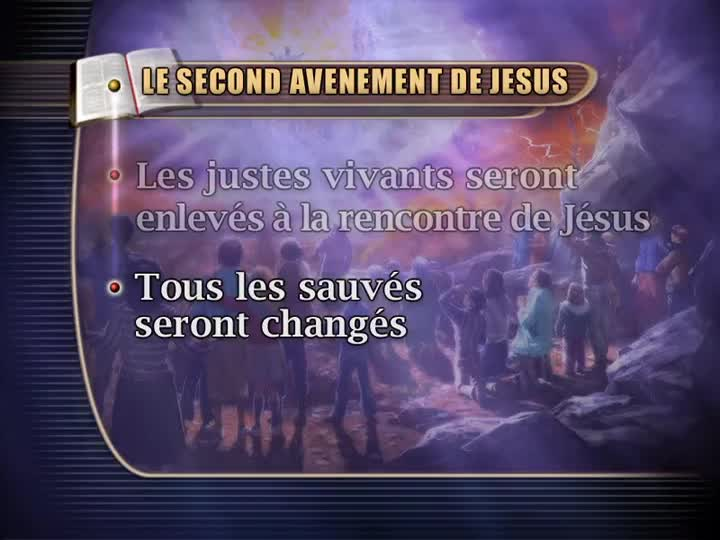 LE SECOND AVENEMENT DE JESUS
Les justes vivants seront
enlevés à la rencontre de Jésus
Tous les sauvés
seront changés